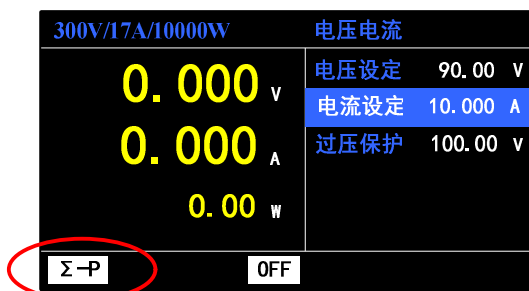 300V/17A/10000W
电压电流
0.000 V
0.000 A
0.00 W
电压设定 90.00 V
电流设定 10.000 A
过压保护 100.00 V
Σ-P
OFF